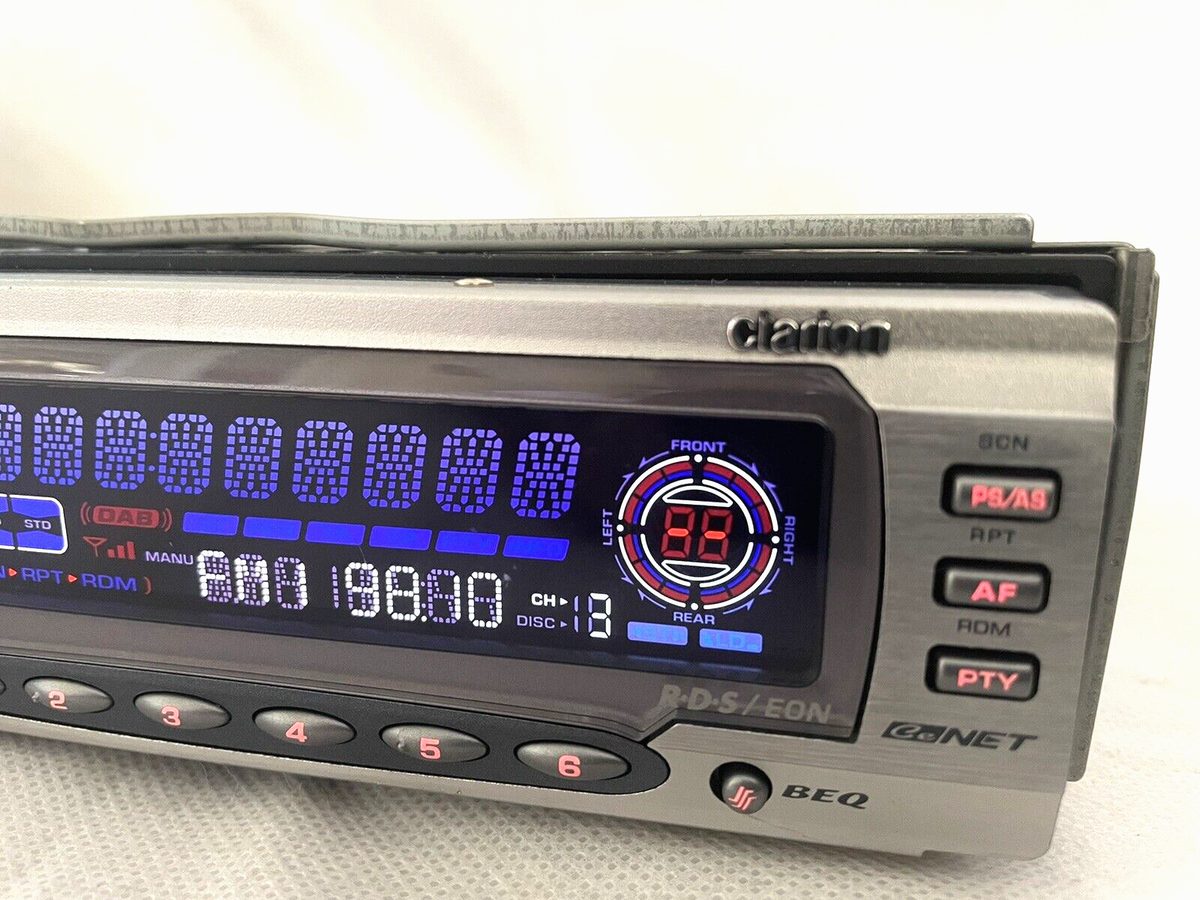 clarion
SCN
PS/AS
RPT
AF
RDM
PTY
FRONT
LEFT
RIGHT
REAR
STD
DAB
MANU
RPT RDM
CH
DISC
R·D·S/EON
2 3 4 5 6
BEQ
CeNET